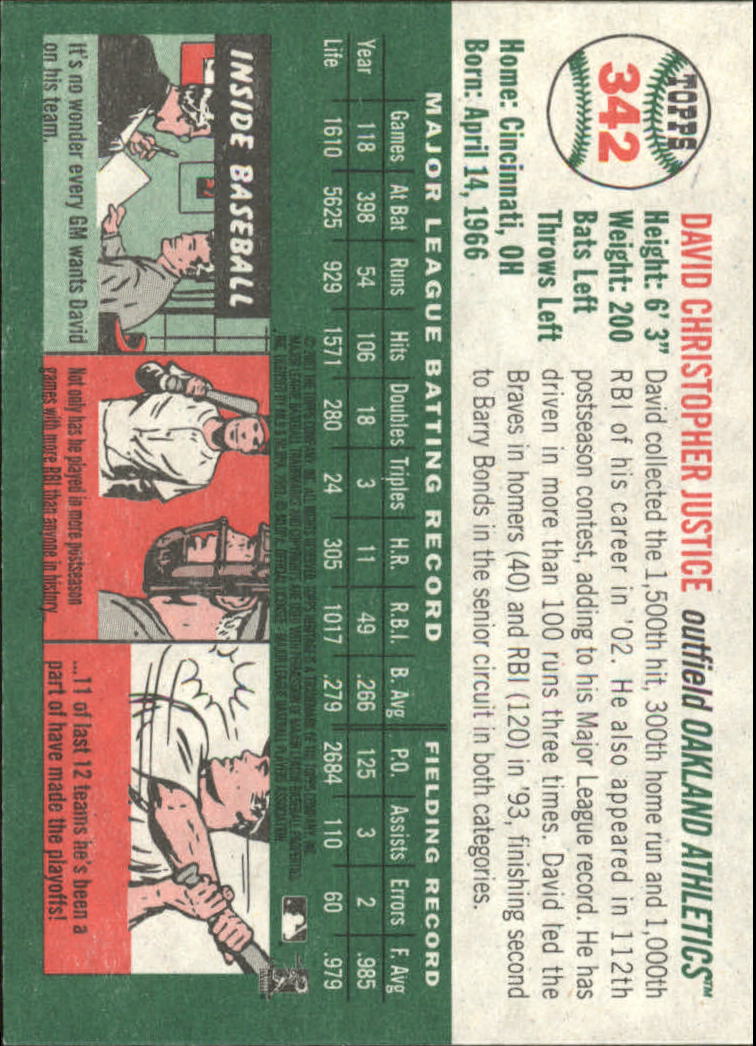 TOPPS
342
DAVID CHRISTOPHER JUSTICE outfield OAKLAND ATHLETICS™
Height: 6' 3"
Weight: 200
Bats Left
Throws Left
Home: Cincinnati, OH
Born: April 14, 1966
David collected the 1,500th hit, 300th home run and 1,000th
RBI of his career in '02. He also appeared in 112th
postseason contest, adding to his Major League record. He has
driven in more than 100 runs three times. David led the
Braves in homers (40) and RBI (120) in '93, finishing second
to Barry Bonds in the senior circuit in both categories.
MAJOR LEAGUE BATTING RECORD FIELDING RECORD
Year Games At Bat Runs Hits Doubles Triples H.R. R.B.I. B. Avg P.O. Assists Errors F. Avg
118 398 54 106 18 3 11 49 .266 125 3 2 .985
Life 1610 5625 929 1571 280 24 305 1017 .279 2684 110 60 .979
INSIDE BASEBALL
It's no wonder every GM wants David
on his team.
Not only has he played in more postseason
games with more RBI than anyone in history,
...11 of last 12 teams he's been a
part of have made the playoffs!